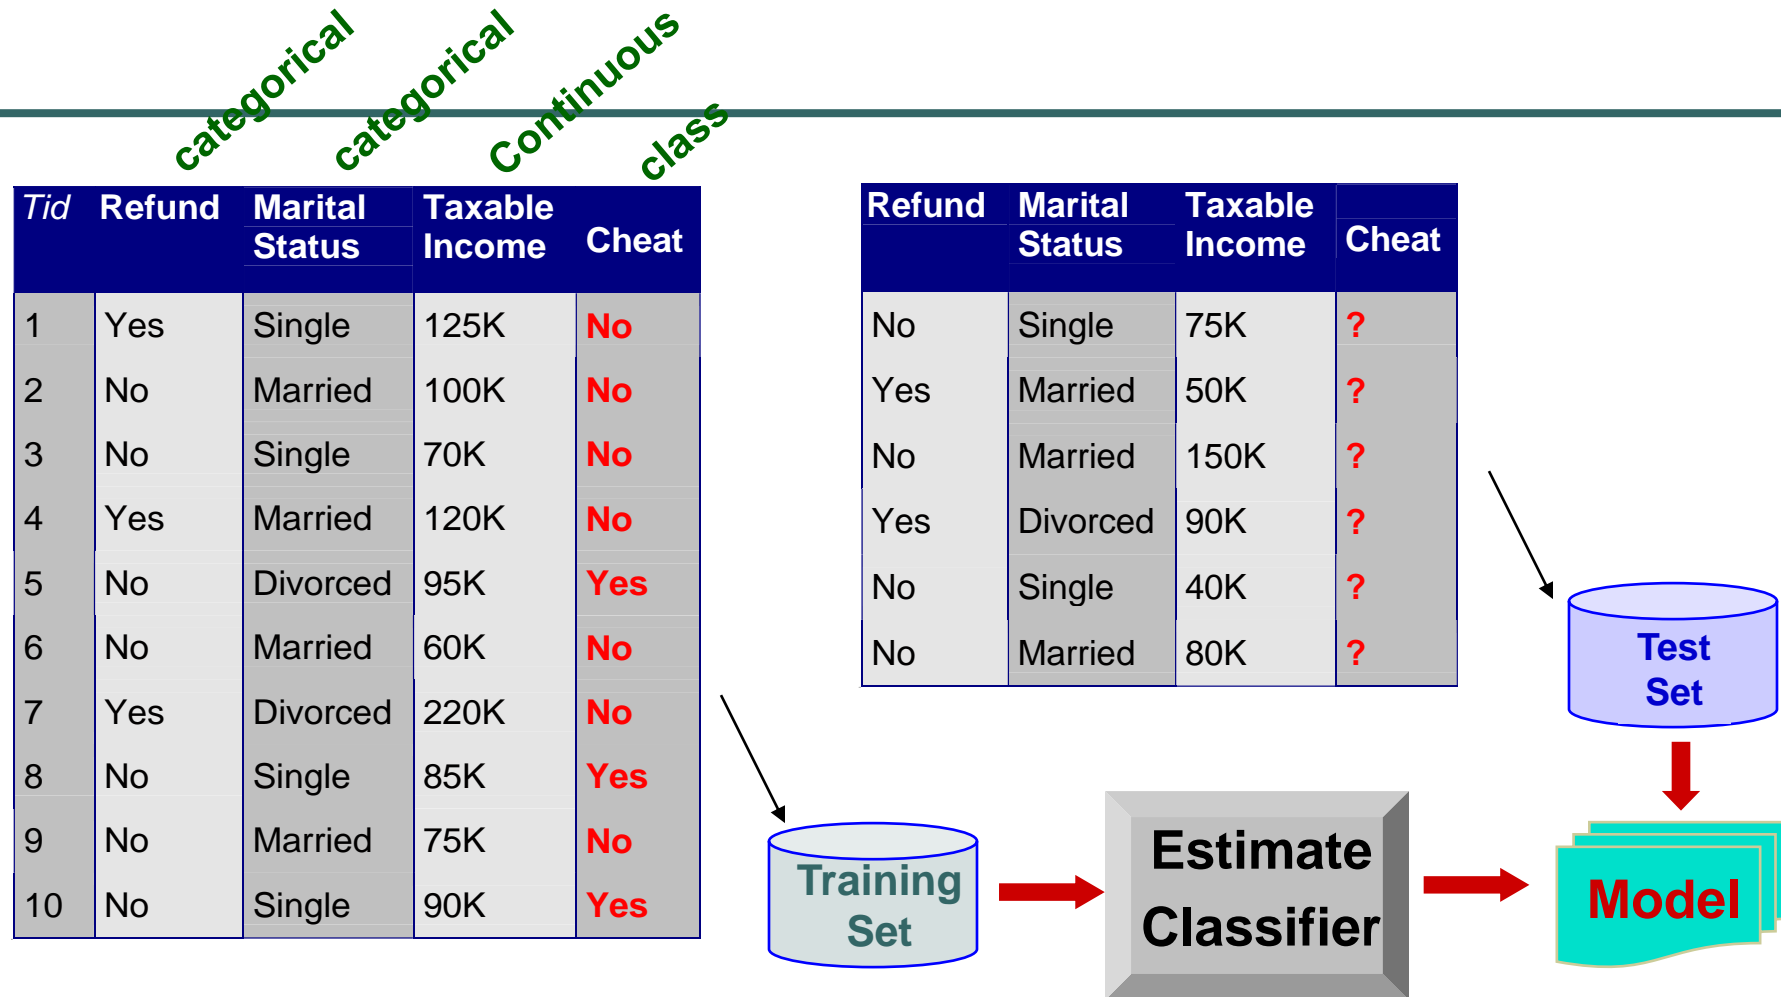 categorical
categorical
Continuous
class
Tid Refund Marital Status Taxable Income Cheat
1 Yes Single 125K No
2 No Married 100K No
3 No Single 70K No
4 Yes Married 120K No
5 No Divorced 95K Yes
6 No Married 60K No
7 Yes Divorced 220K No
8 No Single 85K Yes
9 No Married 75K No
10 No Single 90K Yes
Refund Marital Status Taxable Income Cheat
No Single 75K ?
Yes Married 50K ?
No Married 150K ?
Yes Divorced 90K ?
No Single 40K ?
No Married 80K ?
Test
Set
Training
Set
Estimate
Classifier
Model